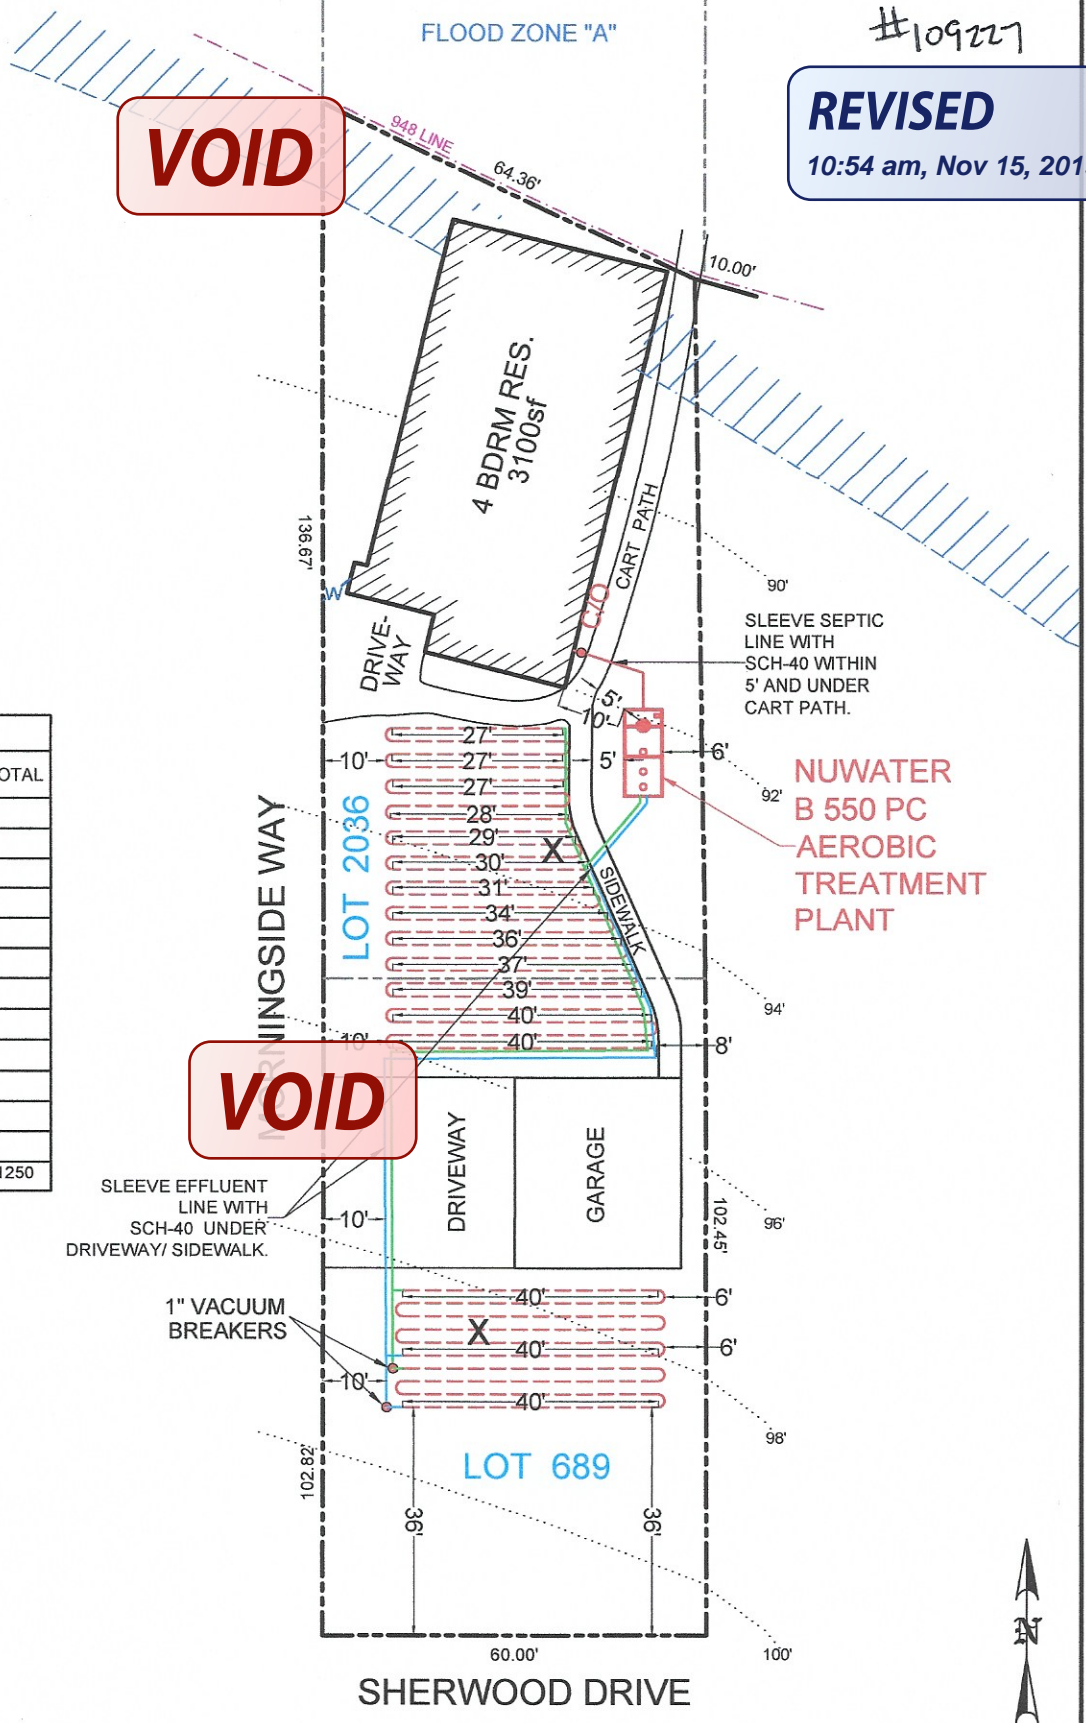 FLOOD ZONE "A"
#109227
REVISED
10:54 am, Nov 15, 201
VOID
948 LINE
64.36'
10.00'
4 BDRM RES.
3100sf
CART PATH
136.67'
W
C/O
90'
DRIVE-
WAY
SLEEVE SEPTIC
LINE WITH
SCH-40 WITHIN
5' AND UNDER
CART PATH.
5'
10'
27'
10'
27'
5'
6'
27'
92'
NUWATER
B 550 PC
AEROBIC
TREATMENT
PLANT
OTAL
28'
29'
X
30'
31'
34'
36'
37'
39'
40'
40'
SIDEWALK
LOT 2036
MORNINGSIDE WAY
94'
10'
8'
VOID
DRIVEWAY
GARAGE
1250
SLEEVE EFFLUENT
LINE WITH
SCH-40 UNDER
DRIVEWAY/ SIDEWALK.
10'
102.45'
96'
1" VACUUM
BREAKERS
40'
6'
X
40'
6'
10'
40'
98'
LOT 689
102.82'
36'
36'
N
60.00'
100'
SHERWOOD DRIVE